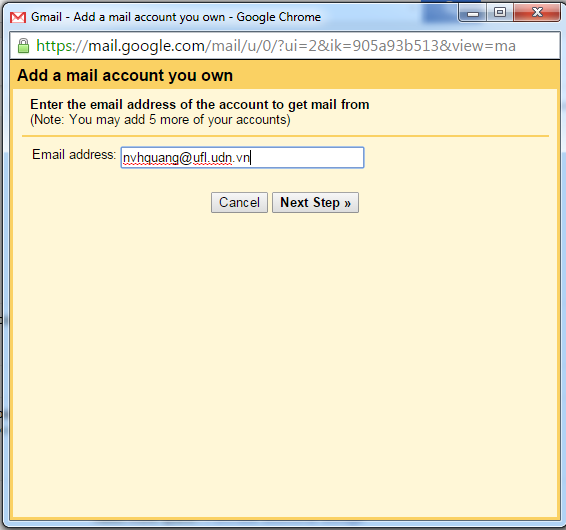 Gmail - Add a mail account you own - Google Chrome
https://mail.google.com/mail/u/0/?ui=2&ik=905a93b513&view=ma
Add a mail account you own
Enter the email address of the account to get mail from
(Note: You may add 5 more of your accounts)
Email address: nvhquang@ufl.udn.vn
Cancel Next Step »